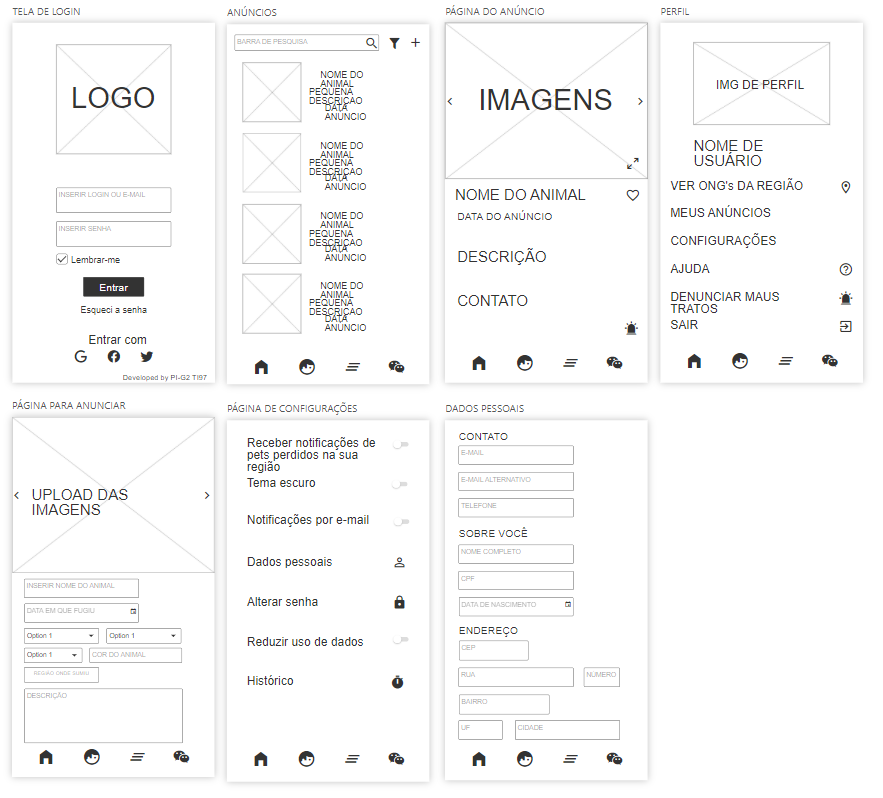 TELA DE LOGIN
LOGO
INSERIR LOGIN OU E-MAIL
INSERIR SENHA
Lembrar-me
Entrar
Esqueci a senha
Entrar com
Developed by PI-G2 TI97
ANÚNCIOS
BARRA DE PESQUISA
NOME DO
ANIMAL
PEQUENA
DESCRIÇAO
DATA
ANÚNCIO
NOME DO
ANIMAL
PEQUENA
DESCRIÇAO
DATA
ANÚNCIO
NOME DO
ANIMAL
PEQUENA
DESCRIÇAO
DATA
ANÚNCIO
NOME DO
ANIMAL
PEQUENA
DESCRIÇAO
DATA
ANÚNCIO
PÁGINA DO ANÚNCIO
IMAGENS
NOME DO ANIMAL
DATA DO ANÚNCIO
DESCRIÇÃO
CONTATO
PERFIL
IMG DE PERFIL
NOME DE
USUÁRIO
VER ONG's DA REGIÃO
MEUS ANÚNCIOS
CONFIGURAÇÕES
AJUDA
DENUNCIAR MAUS
TRATOS
SAIR
PÁGINA PARA ANUNCIAR
UPLOAD DAS
IMAGENS
INSERIR NOME DO ANIMAL
DATA EM QUE FUGIU
Option 1
Option 1
Option 1
COR DO ANIMAL
REGIÃO ONDE SUMIU
DESCRIÇÃO
PÁGINA DE CONFIGURAÇÕES
Receber notificações de
pets perdidos na sua
região
Tema escuro
Notificações por e-mail
Dados pessoais
Alterar senha
Reduzir uso de dados
Histórico
DADOS PESSOAIS
CONTATO
E-MAIL
E-MAIL ALTERNATIVO
TELEFONE
SOBRE VOCÊ
NOME COMPLETO
CPF
DATA DE NASCIMENTO
ENDEREÇO
CEP
RUA
NÚMERO
BAIRRO
UF
CIDADE